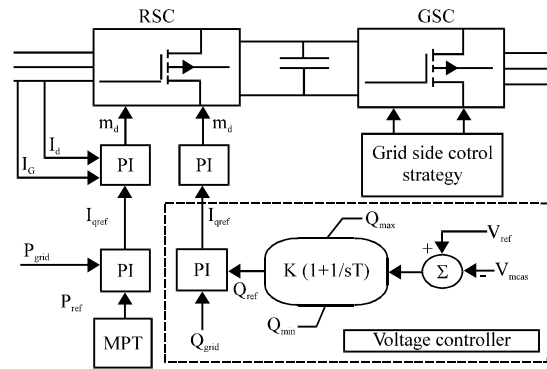 RSC
GSC
m_d
m_d
I_d
I_G
PI
PI
Grid side cotrol
strategy
I_qref
I_qref
Q_max
V_ref
P_grid
PI
PI
K (1+1/sT)
+
Σ
-
V_mcas
Q_ref
P_ref
Q_min
MPT
Q_grid
Voltage controller